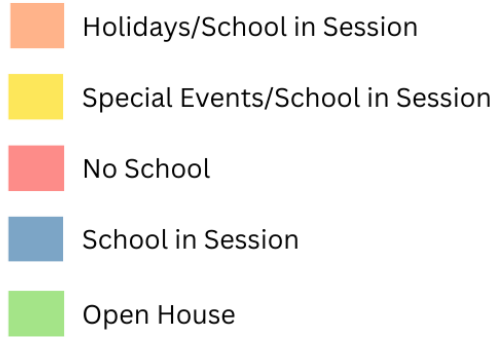 Holidays/School in Session
Special Events/School in Session
No School
School in Session
Open House